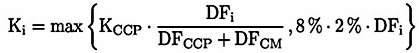 K_i = max { K_CCP · DF_i / (DF_CCP + DF_CM) , 8 % · 2 % · DF_i }